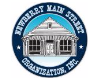 NEWBERRY MAIN STREET
ORGANIZATION, INC.